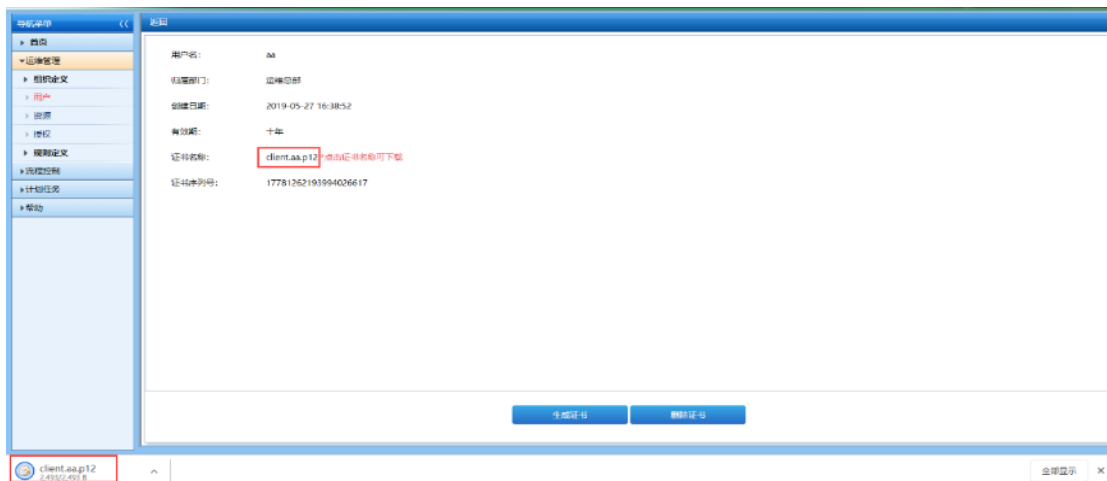 导航菜单
返回
首页
运维管理
组织定义
用户
资源
授权
规则定义
流程控制
计划任务
帮助
用户名: aa
归属部门: 运维总部
创建日期: 2019-05-27 16:38:52
有效期: 十年
证书名称: client.aa.p12 *点击证书名称可下载
证书序列号: 17781262193994026617
生成证书 删除证书
client.aa.p12
2,493/2,493 B
全部显示